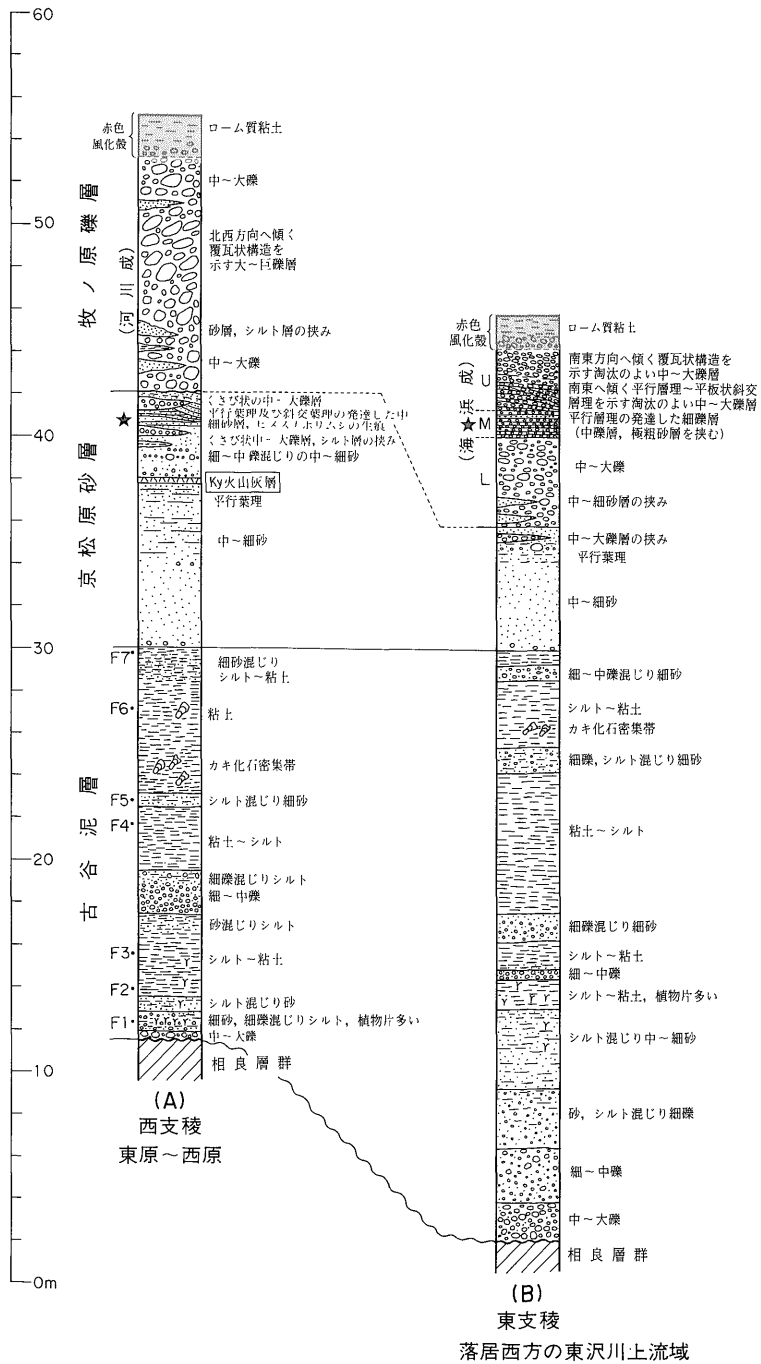 60
50
40
30
20
10
0m
牧ノ原礫層
(河川成)
京松原砂層
古谷泥層
赤色
風化殻
ローム質粘土
中~大礫
北西方向へ傾く
覆瓦状構造を
示す大~巨礫層
砂層,シルト層の挟み
中~大礫
くさび状の中~大礫層
平行葉理及び斜交葉理の発達した中
くさび状中~大礫層,シルト層の挟み
細~中礫混じりの中~細砂
Ky火山灰層
平行葉理
中~細砂
F7
細砂混じり
シルト~粘土
F6
粘土
カキ化石密集帯
F5
シルト混じり細砂
F4
粘土~シルト
細礫混じりシルト
細~中礫
砂混じりシルト
F3
シルト~粘土
F2
シルト混じり砂
F1
細砂,細礫混じりシルト,植物片多い
中~大礫
相良層群
(A)
西支稜
東原~西原
赤色
風化殻
(海浜成)
U
M
L
ローム質粘土
南東方向へ傾く覆瓦状構造を
示す淘汰のよい中~大礫層
南東へ傾く平行層理~平板状斜交
層理を示す淘汰のよい中~大礫層
平行層理の発達した細礫層
(中礫層,極粗砂層を挟む)
中~大礫
中~細砂層の挟み
中~大礫層の挟み
平行葉理
中~細砂
細~中礫混じり細砂
シルト~粘土
カキ化石密集帯
細礫,シルト混じり細砂
粘土~シルト
細礫混じり細砂
シルト~粘土
細~中礫
シルト~粘土,植物片多い
シルト混じり中~細砂
砂,シルト混じり細礫
細~中礫
中~大礫
相良層群
(B)
東支稜
落居西方の東沢川上流域